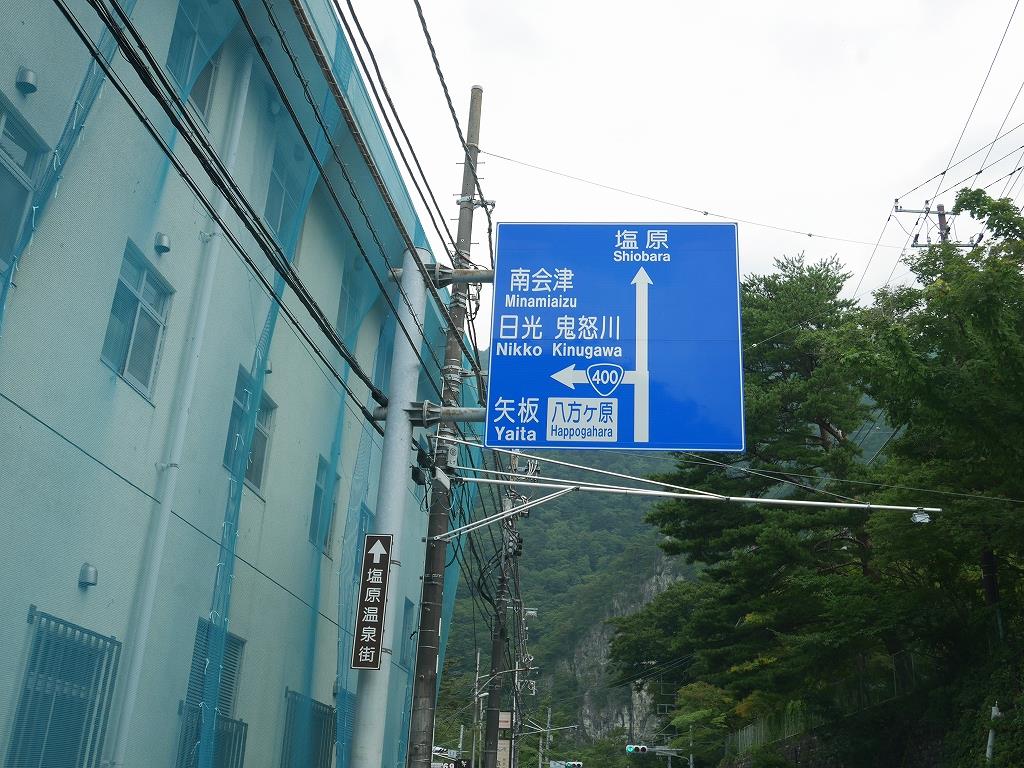 塩原
Shiobara
南会津
Minamiaizu
日光 鬼怒川
Nikko Kinugawa
400
矢板
Yaita
八方ヶ原
Happogahara
塩原温泉街